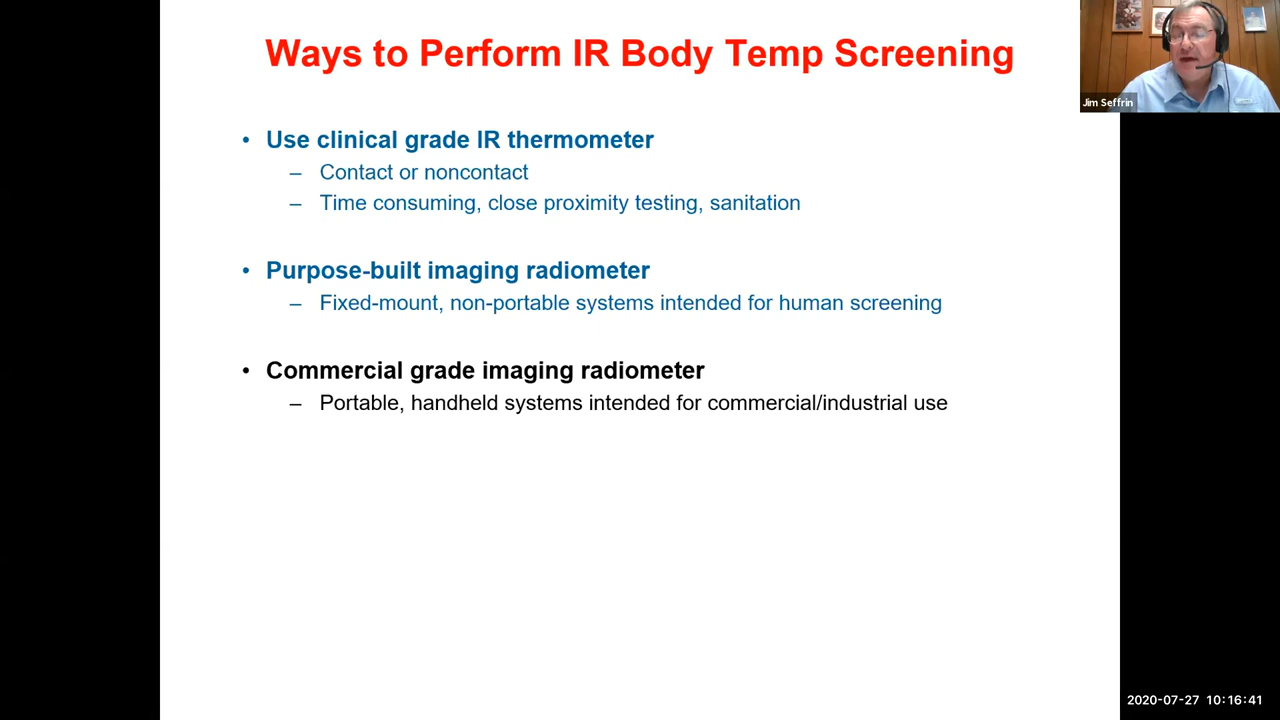 Ways to Perform IR Body Temp Screening
• Use clinical grade IR thermometer
– Contact or noncontact
– Time consuming, close proximity testing, sanitation
• Purpose-built imaging radiometer
– Fixed-mount, non-portable systems intended for human screening
• Commercial grade imaging radiometer
– Portable, handheld systems intended for commercial/industrial use
Jim Seffrin
2020-07-27 10:16:41